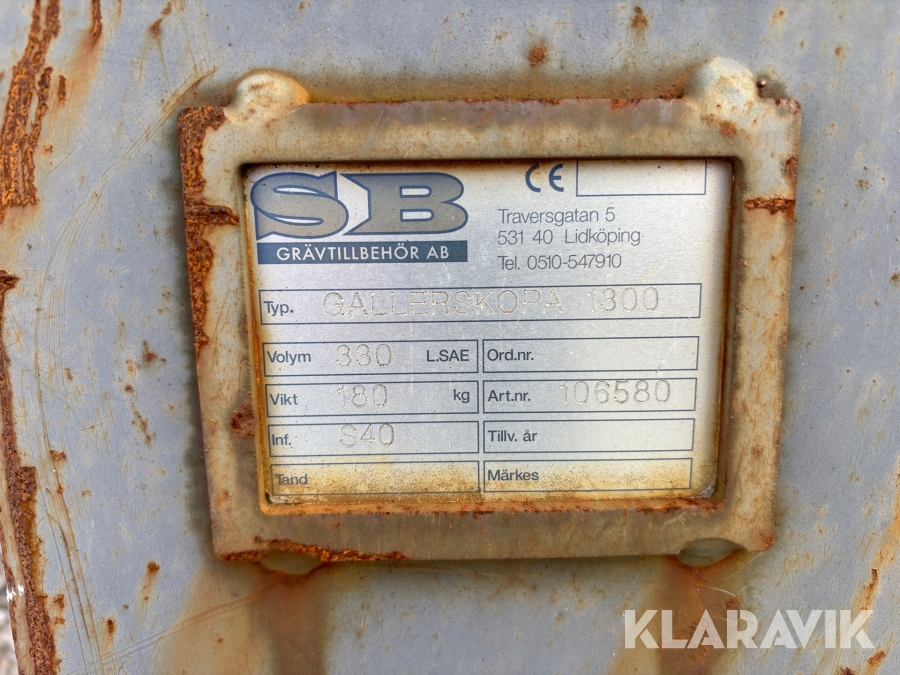 SB
GRÄVTILLBEHÖR AB
CE
Traversgatan 5
531 40 Lidköping
Tel. 0510-547910
Typ. GALLERSKOPA 1300
Volym 330 L.SAE
Ord.nr.
Vikt 180 kg
Art.nr. 106580
Inf. S40
Tillv. år
Tand
Märkes
KLARAVIK